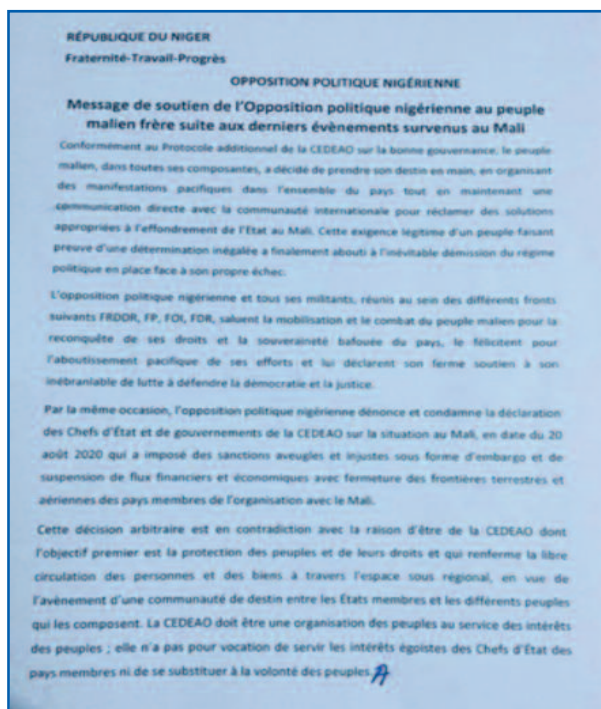 RÉPUBLIQUE DU NIGER
Fraternité-Travail-Progrès
OPPOSITION POLITIQUE NIGÉRIENNE
Message de soutien de l'Opposition politique nigérienne au peuple
malien frère suite aux derniers évènements survenus au Mali
Conformément au Protocole additionnel de la CEDEAO sur la bonne gouvernance, le peuple
malien, dans toutes ses composantes, a décidé de prendre son destin en main, en organisant
des manifestations pacifiques dans l'ensemble du pays tout en maintenant une
communication directe avec la communauté internationale pour réclamer des solutions
appropriées à l'effondrement de l'État au Mali. Cette exigence légitime d'un peuple faisant
preuve d'une détermination inégalée a finalement abouti à l'inévitable démission du régime
politique en place face à son propre échec.
L'opposition politique nigérienne et tous ses militants, réunis au sein des différents fronts
suivants FRDDR, FP, FOI, FDR, saluent la mobilisation et le combat du peuple malien pour la
reconquête de ses droits et la souveraineté bafouée du pays, le félicitent pour
l'aboutissement pacifique de ses efforts et lui déclarent son ferme soutien à son
inébranlable de lutte à défendre la démocratie et la justice.
Par la même occasion, l'opposition politique nigérienne dénonce et condamne la déclaration
des Chefs d'État et de gouvernements de la CEDEAO sur la situation au Mali, en date du 20
août 2020 qui a imposé des sanctions aveugles et injustes sous forme d'embargo et de
suspension de flux financiers et économiques avec fermeture des frontières terrestres et
aériennes des pays membres de l'organisation avec le Mali.
Cette décision arbitraire est en contradiction avec la raison d'être de la CEDEAO dont
l'objectif premier est la protection des peuples et de leurs droits et qui renferme la libre
circulation des personnes et des biens à travers l'espace sous régional, en vue de
l'avènement d'une communauté de destin entre les États membres et les différents peuples
qui les composent. La CEDEAO doit être une organisation des peuples au service des intérêts
des peuples ; elle n'a pas pour vocation de servir les intérêts égoïstes des Chefs d'État des
pays membres ni de se substituer à la volonté des peuples